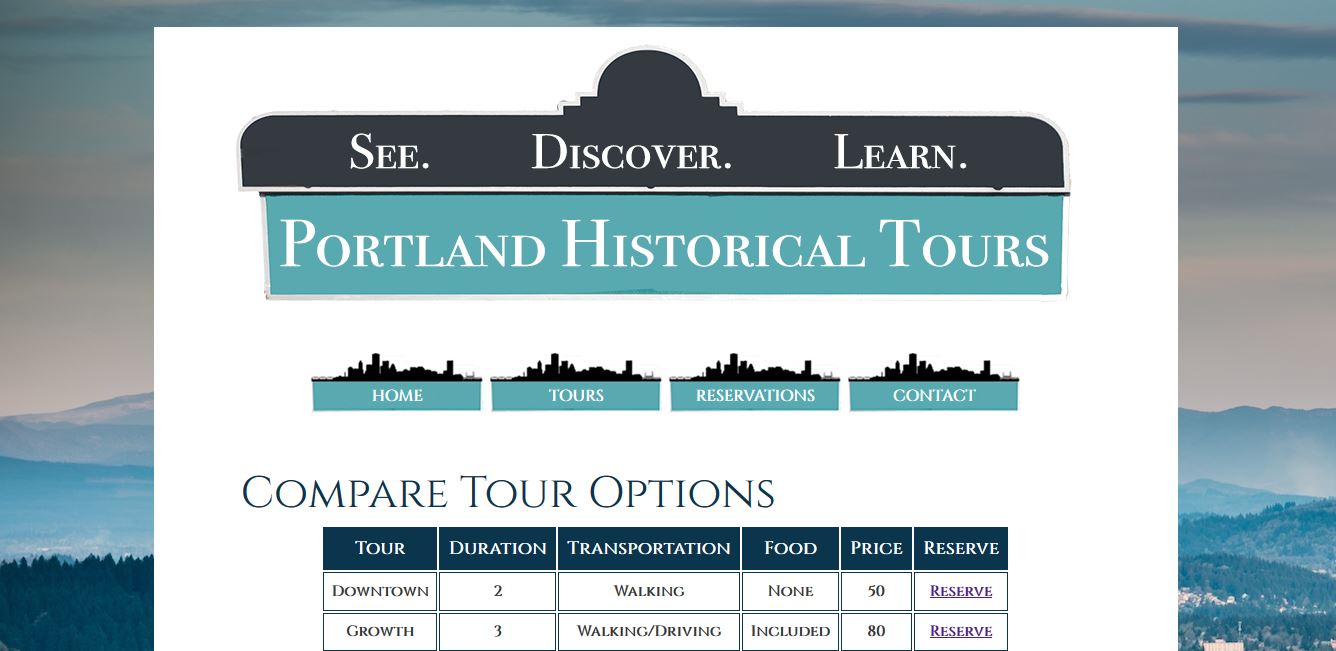 See. Discover. Learn.
Portland Historical Tours
HOME TOURS RESERVATIONS CONTACT
Compare Tour Options
Tour Duration Transportation Food Price Reserve
Downtown 2 Walking None 50 Reserve
Growth 3 Walking/Driving Included 80 Reserve